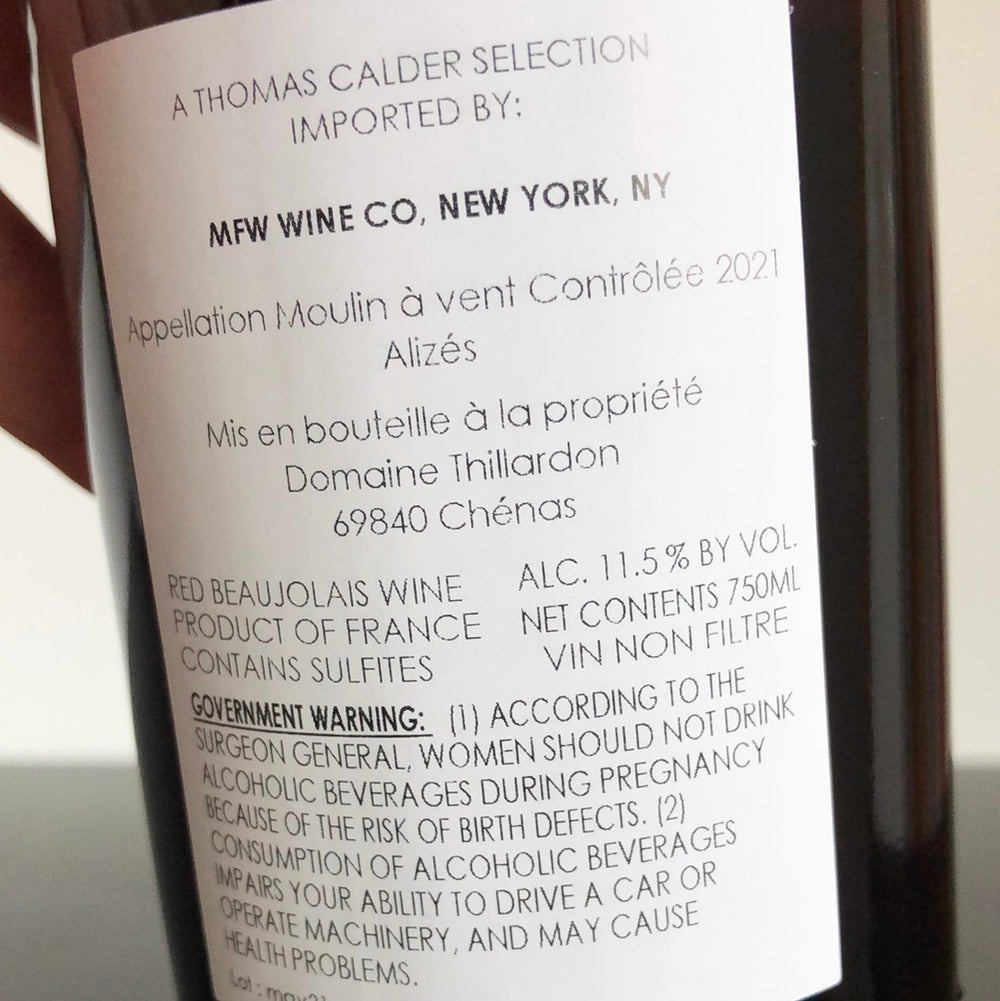 A THOMAS CALDER SELECTION
IMPORTED BY:
MFW WINE CO, NEW YORK, NY
Appellation Moulin à vent Contrôlée 2021
Alizés
Mis en bouteille à la propriété
Domaine Thillardon
69840 Chénas
RED BEAUJOLAIS WINE ALC. 11.5 % BY VOL.
PRODUCT OF FRANCE NET CONTENTS 750ML
CONTAINS SULFITES VIN NON FILTRE
GOVERNMENT WARNING: (1) ACCORDING TO THE
SURGEON GENERAL, WOMEN SHOULD NOT DRINK
ALCOHOLIC BEVERAGES DURING PREGNANCY
BECAUSE OF THE RISK OF BIRTH DEFECTS. (2)
CONSUMPTION OF ALCOHOLIC BEVERAGES
IMPAIRS YOUR ABILITY TO DRIVE A CAR OR
OPERATE MACHINERY, AND MAY CAUSE
HEALTH PROBLEMS.
Lot :